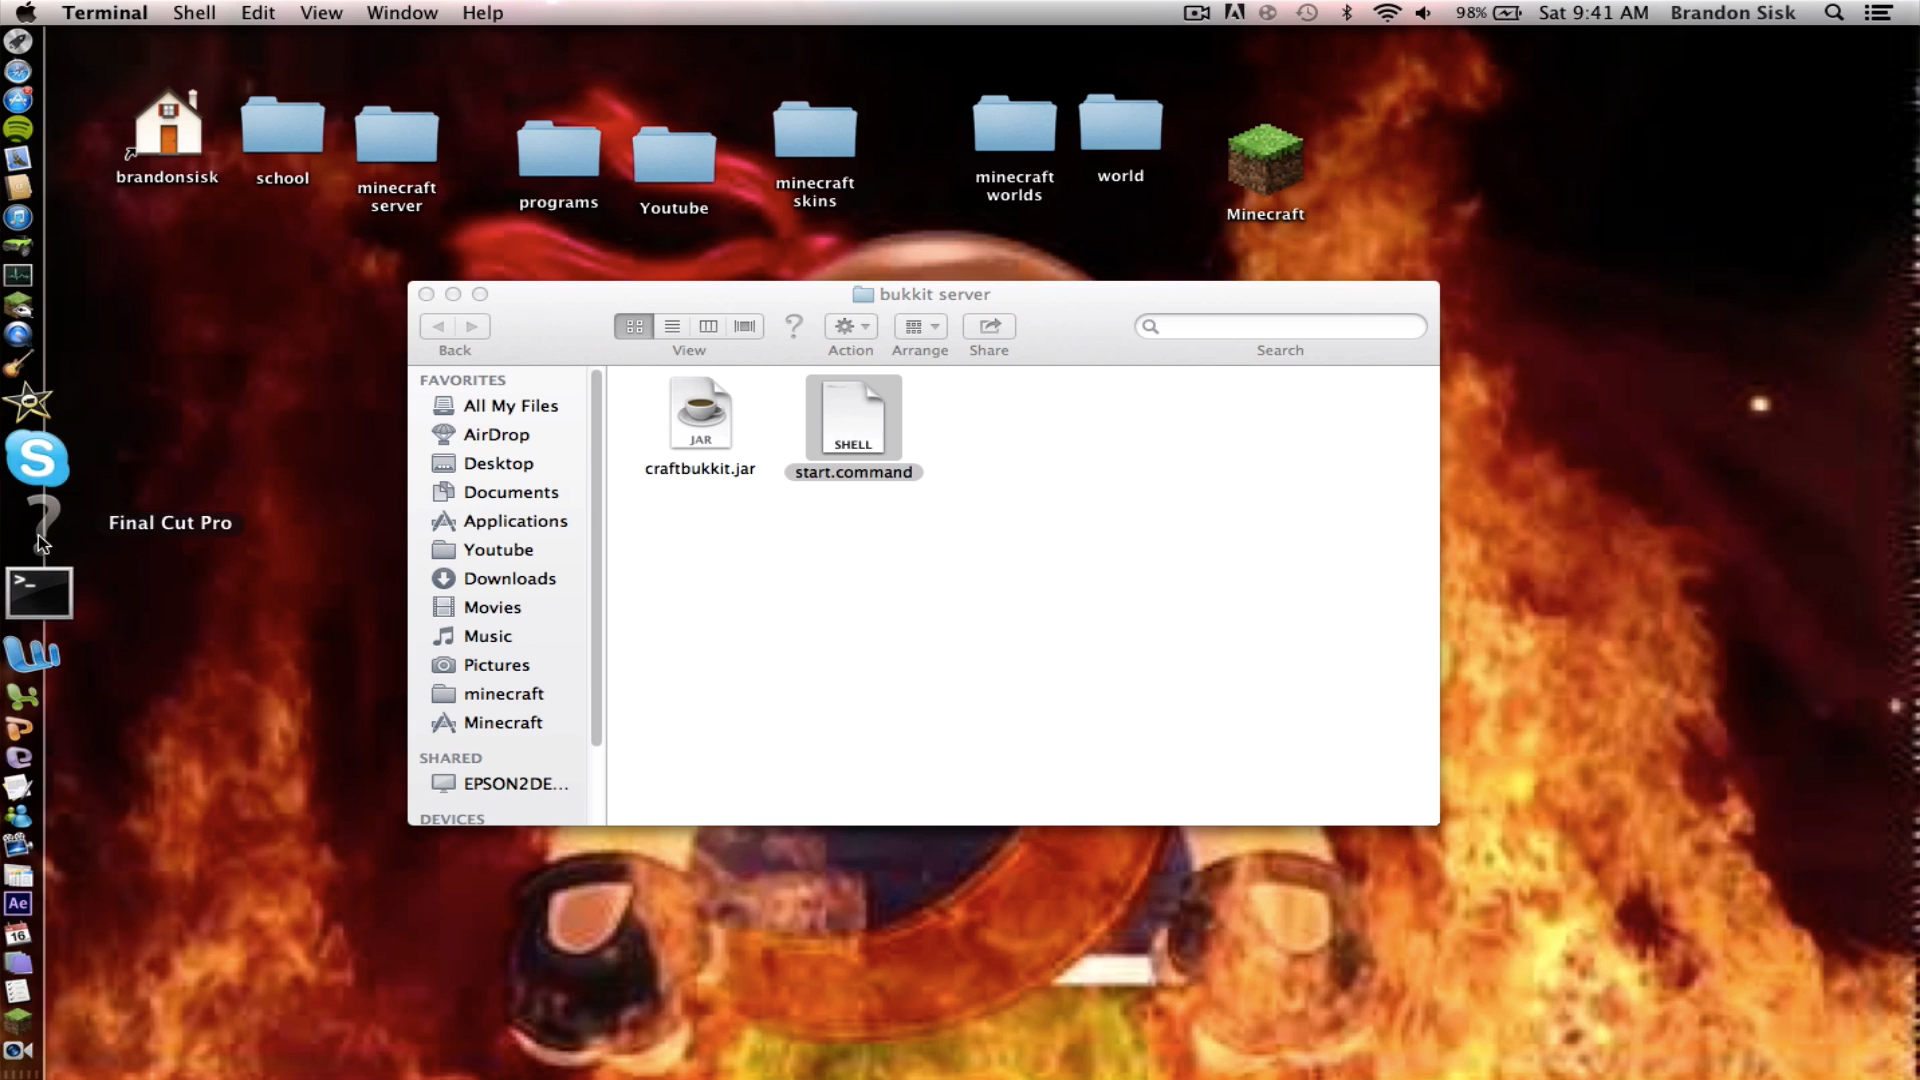 Terminal Shell Edit View Window Help 98% Sat 9:41 AM Brandon Sisk
brandonsisk
school
minecraft
server
programs
Youtube
minecraft
skins
minecraft
worlds
world
Minecraft
bukkit server
Back View Action Arrange Share Search
FAVORITES
All My Files
AirDrop
Desktop
Documents
Applications
Youtube
Downloads
Movies
Music
Pictures
minecraft
Minecraft
SHARED
EPSON2DE...
DEVICES
JAR
craftbukkit.jar
SHELL
start.command
S
Final Cut Pro
>_
Ae
16